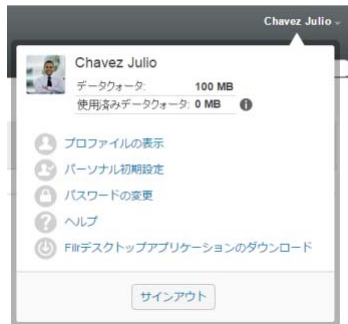 Chavez Julio
Chavez Julio
データクォータ: 100 MB
使用済みデータクォータ: 0 MB
プロファイルの表示
パーソナル初期設定
パスワードの変更
ヘルプ
Filrデスクトップアプリケーションのダウンロード
サインアウト